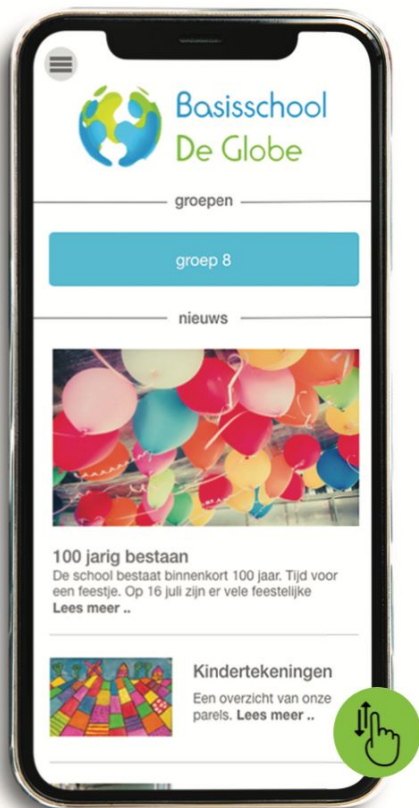 Basisschool
De Globe
groepen
groep 8
nieuws
100 jarig bestaan
De school bestaat binnenkort 100 jaar. Tijd voor
een feestje. Op 16 juli zijn er vele feestelijke
Lees meer ..
Kindertekeningen
Een overzicht van onze
parels. Lees meer ..